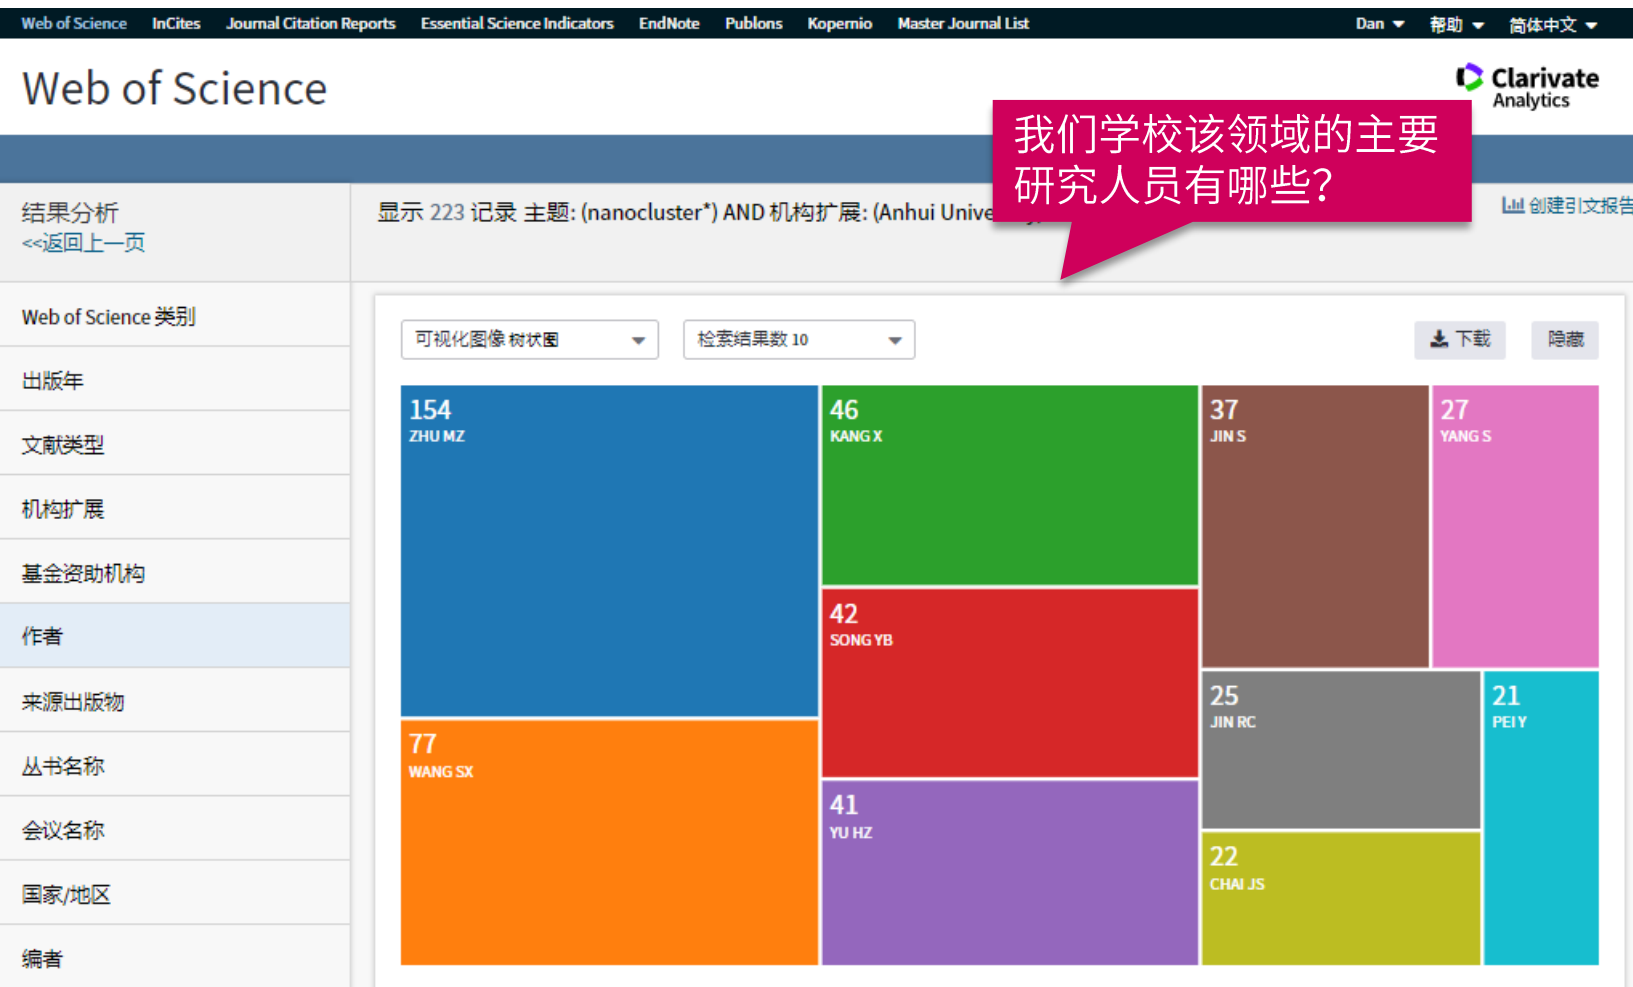 Web of Science InCites Journal Citation Reports Essential Science Indicators EndNote Publons Kopernio Master Journal List Dan 帮助 简体中文
Web of Science
Clarivate
Analytics
我们学校该领域的主要
研究人员有哪些?
结果分析
<<返回上一页
显示 223 记录 主题: (nanocluster*) AND 机构扩展: (Anhui Unive
创建引文报告
Web of Science 类别
出版年
文献类型
机构扩展
基金资助机构
作者
来源出版物
丛书名称
会议名称
国家/地区
编者
可视化图像 树状图
检索结果数 10
下载
隐藏
154
ZHU MZ
77
WANG SX
46
KANG X
42
SONG YB
41
YU HZ
37
JIN S
27
YANG S
25
JIN RC
22
CHAI JS
21
PEI Y